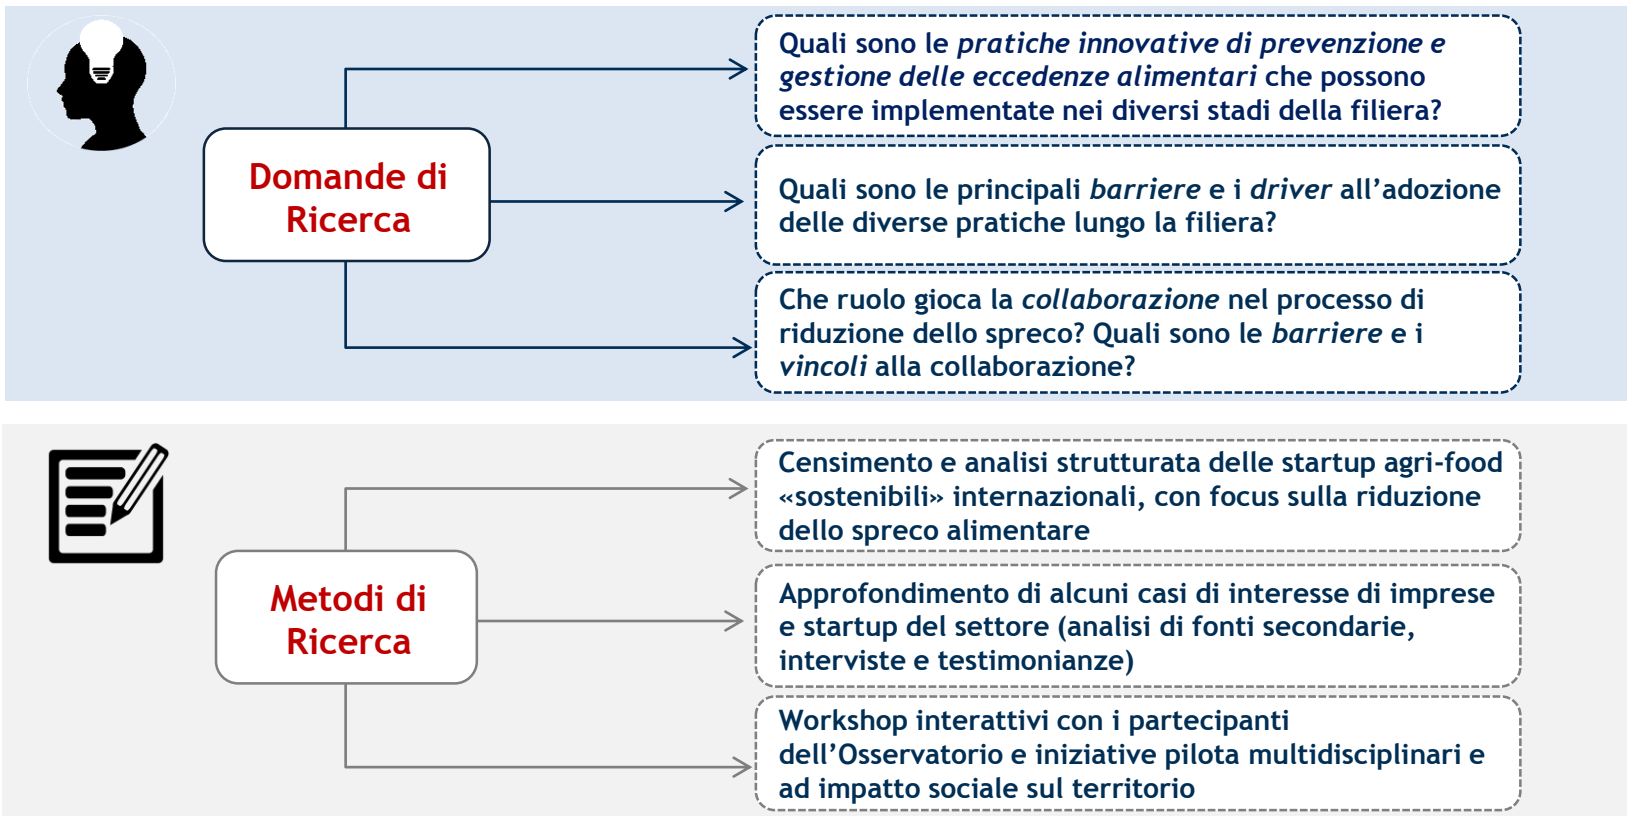 Quali sono le pratiche innovative di prevenzione e
gestione delle eccedenze alimentari che possono
essere implementate nei diversi stadi della filiera?
Domande di
Ricerca
Quali sono le principali barriere e i driver all’adozione
delle diverse pratiche lungo la filiera?
Che ruolo gioca la collaborazione nel processo di
riduzione dello spreco? Quali sono le barriere e i
vincoli alla collaborazione?
Censimento e analisi strutturata delle startup agri-food
«sostenibili» internazionali, con focus sulla riduzione
dello spreco alimentare
Metodi di
Ricerca
Approfondimento di alcuni casi di interesse di imprese
e startup del settore (analisi di fonti secondarie,
interviste e testimonianze)
Workshop interattivi con i partecipanti
dell’Osservatorio e iniziative pilota multidisciplinari e
ad impatto sociale sul territorio